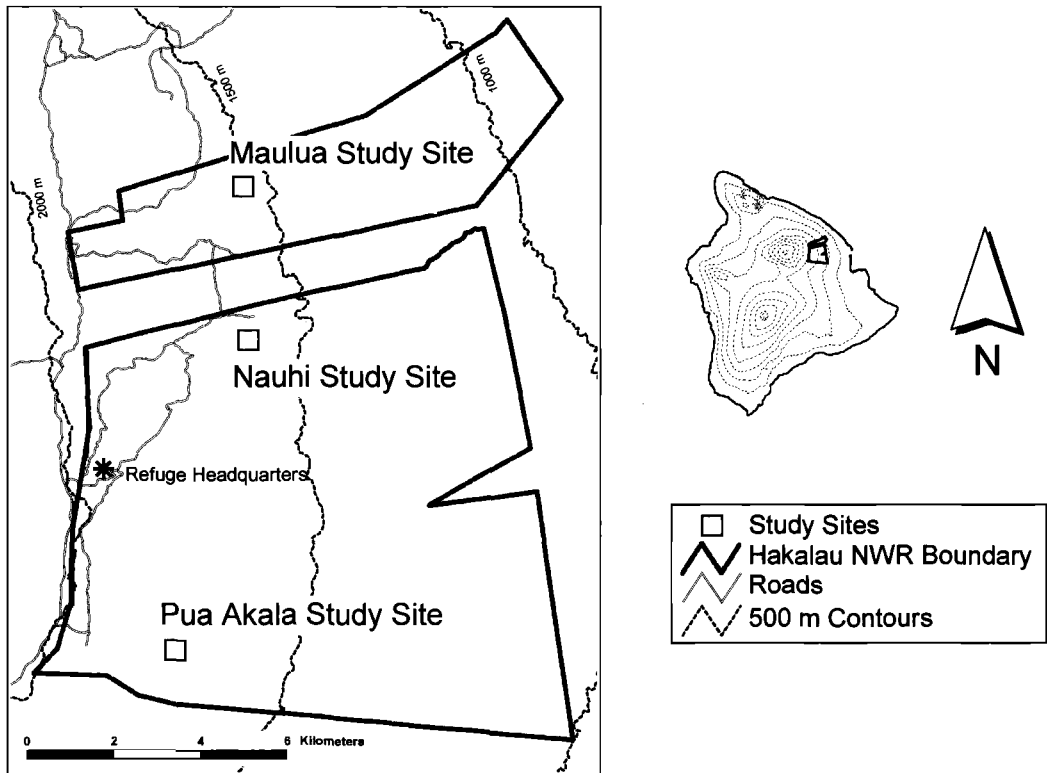 1500 m
1000 m
Maulua Study Site
2000 m
Nauhi Study Site
Refuge Headquarters
Pua Akala Study Site
0 2 4 6 Kilometers
N
Study Sites
Hakalau NWR Boundary
Roads
500 m Contours